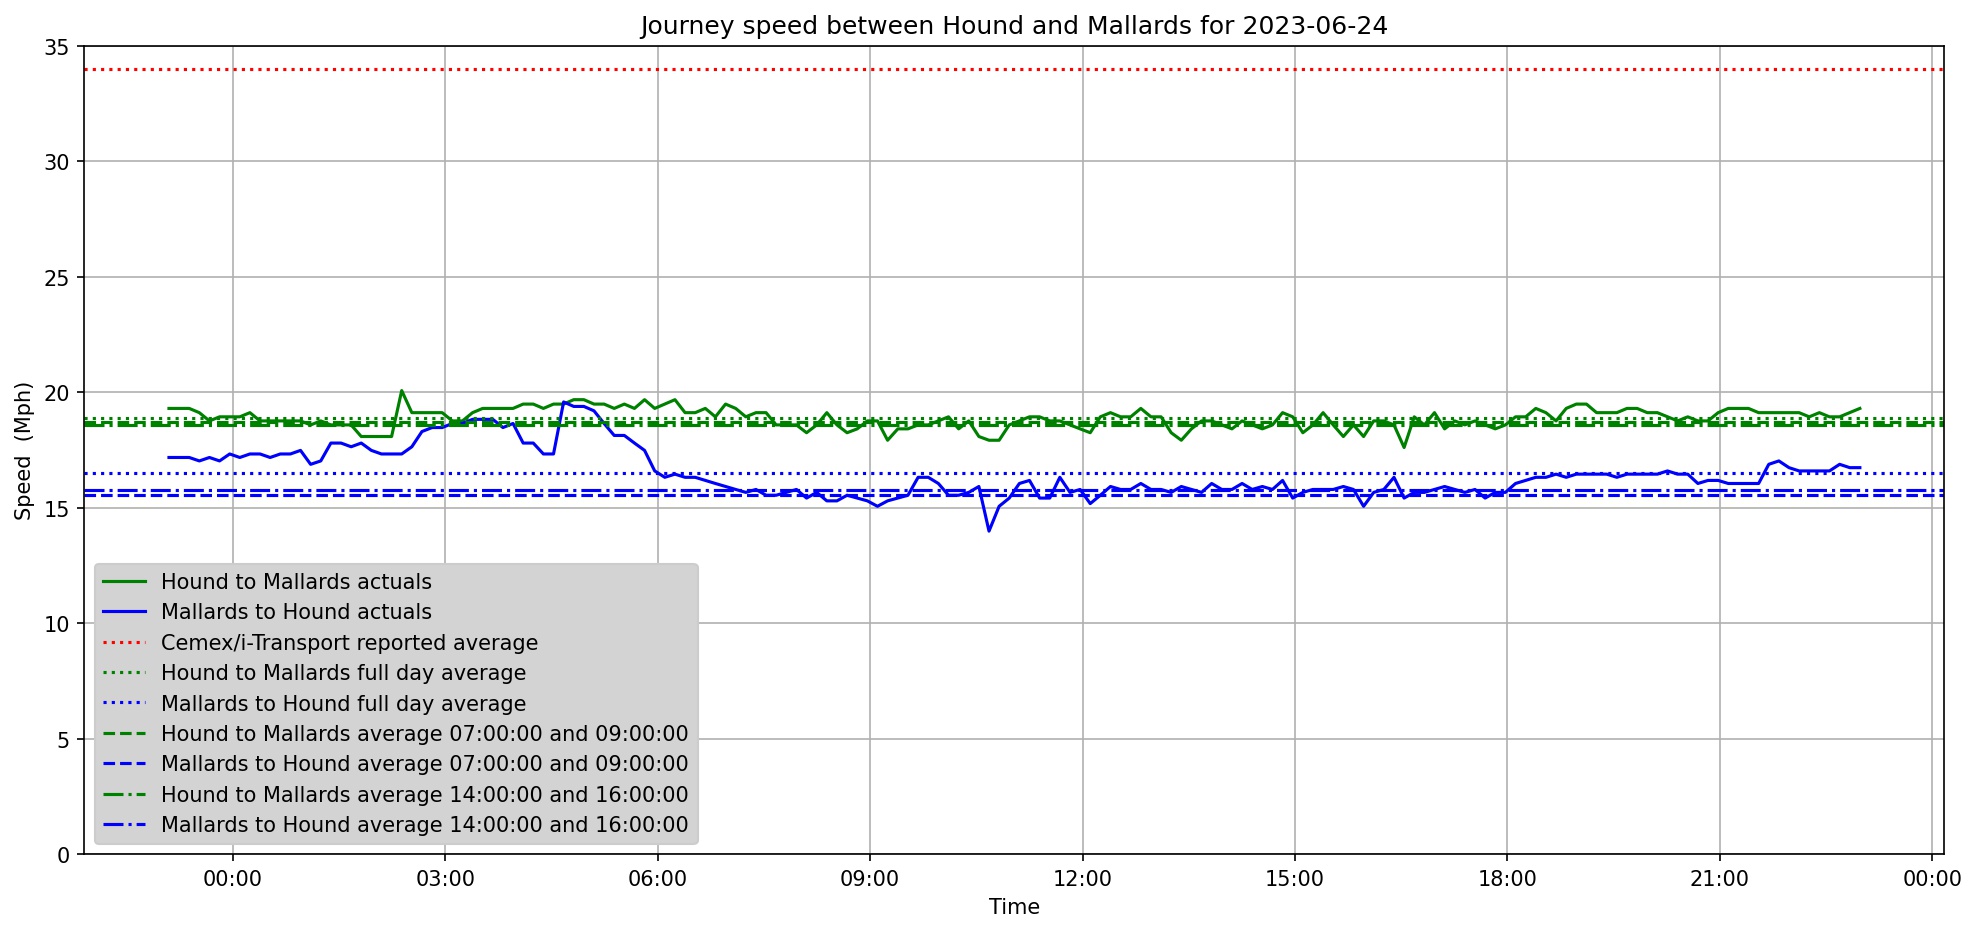 Journey speed between Hound and Mallards for 2023-06-24
35
30
25
20
15
10
5
0
Speed (Mph)
Hound to Mallards actuals
Mallards to Hound actuals
Cemex/i-Transport reported average
Hound to Mallards full day average
Mallards to Hound full day average
Hound to Mallards average 07:00:00 and 09:00:00
Mallards to Hound average 07:00:00 and 09:00:00
Hound to Mallards average 14:00:00 and 16:00:00
Mallards to Hound average 14:00:00 and 16:00:00
00:00 03:00 06:00 09:00 12:00 15:00 18:00 21:00 00:00
Time